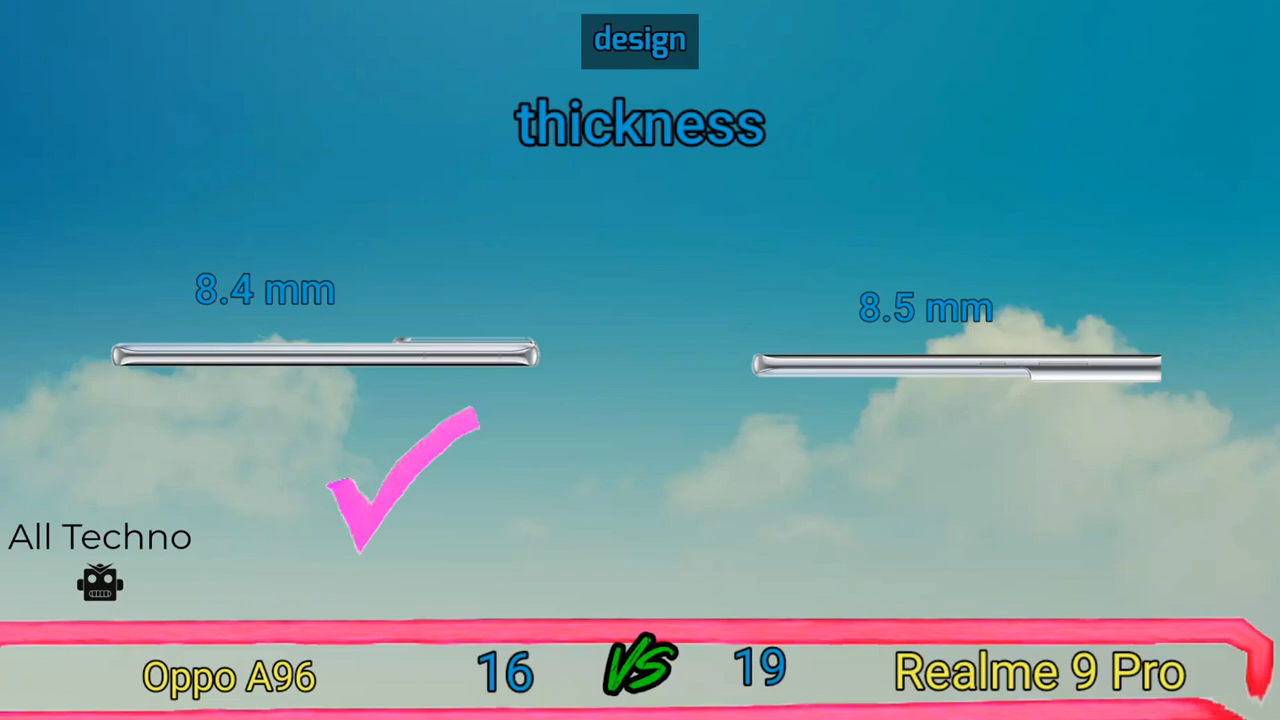 design
thickness
8.4 mm
8.5 mm
All Techno
Oppo A96 16 VS 19 Realme 9 Pro